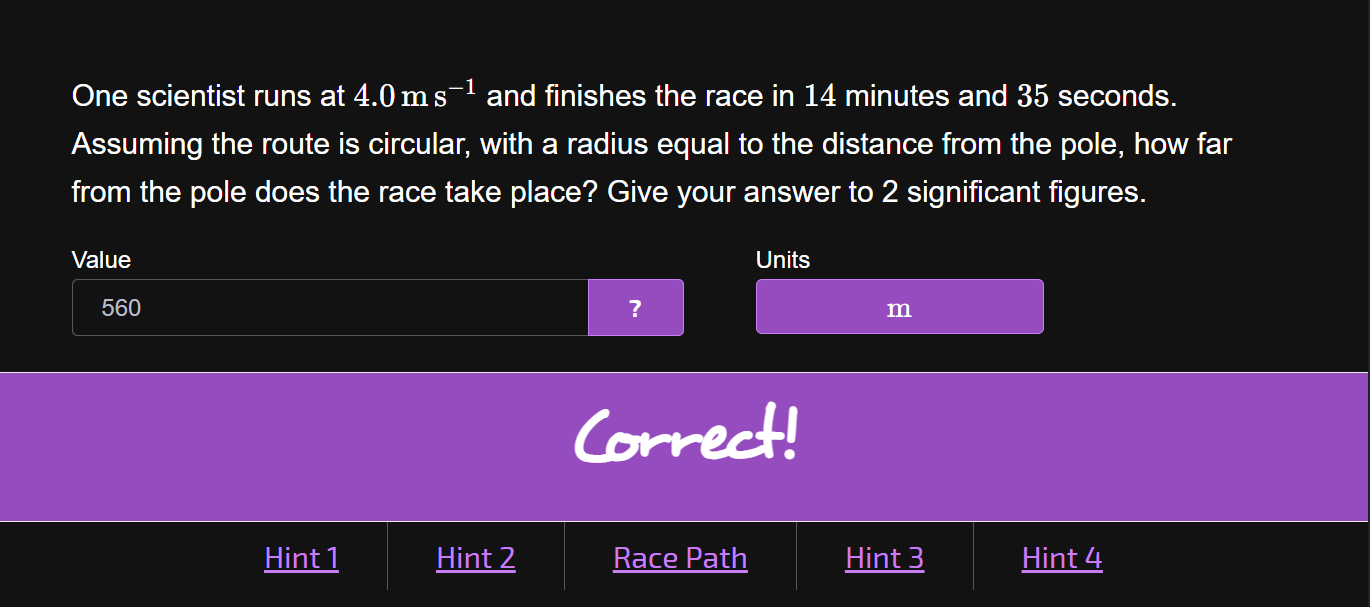 One scientist runs at 4.0 m s⁻¹ and finishes the race in 14 minutes and 35 seconds.
Assuming the route is circular, with a radius equal to the distance from the pole, how far
from the pole does the race take place? Give your answer to 2 significant figures.
Value
Units
560
?
m
Correct!
Hint 1
Hint 2
Race Path
Hint 3
Hint 4